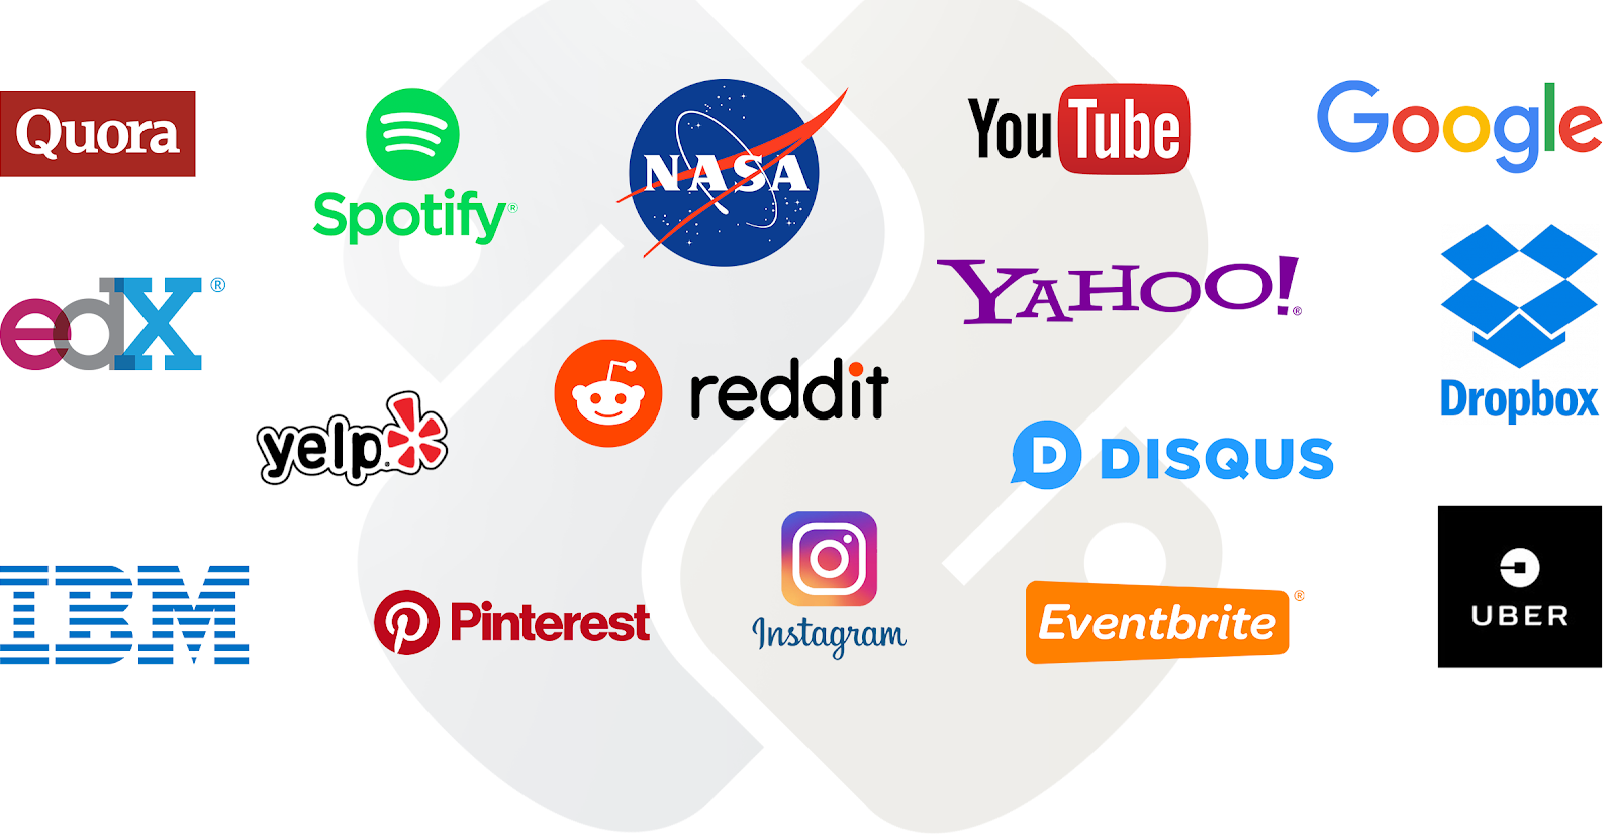 Quora
Spotify®
NASA
YouTube
Google
edX®
YAHOO!®
Dropbox
yelp®
reddit
D DISQUS
IBM
Pinterest
Instagram
Eventbrite®
UBER